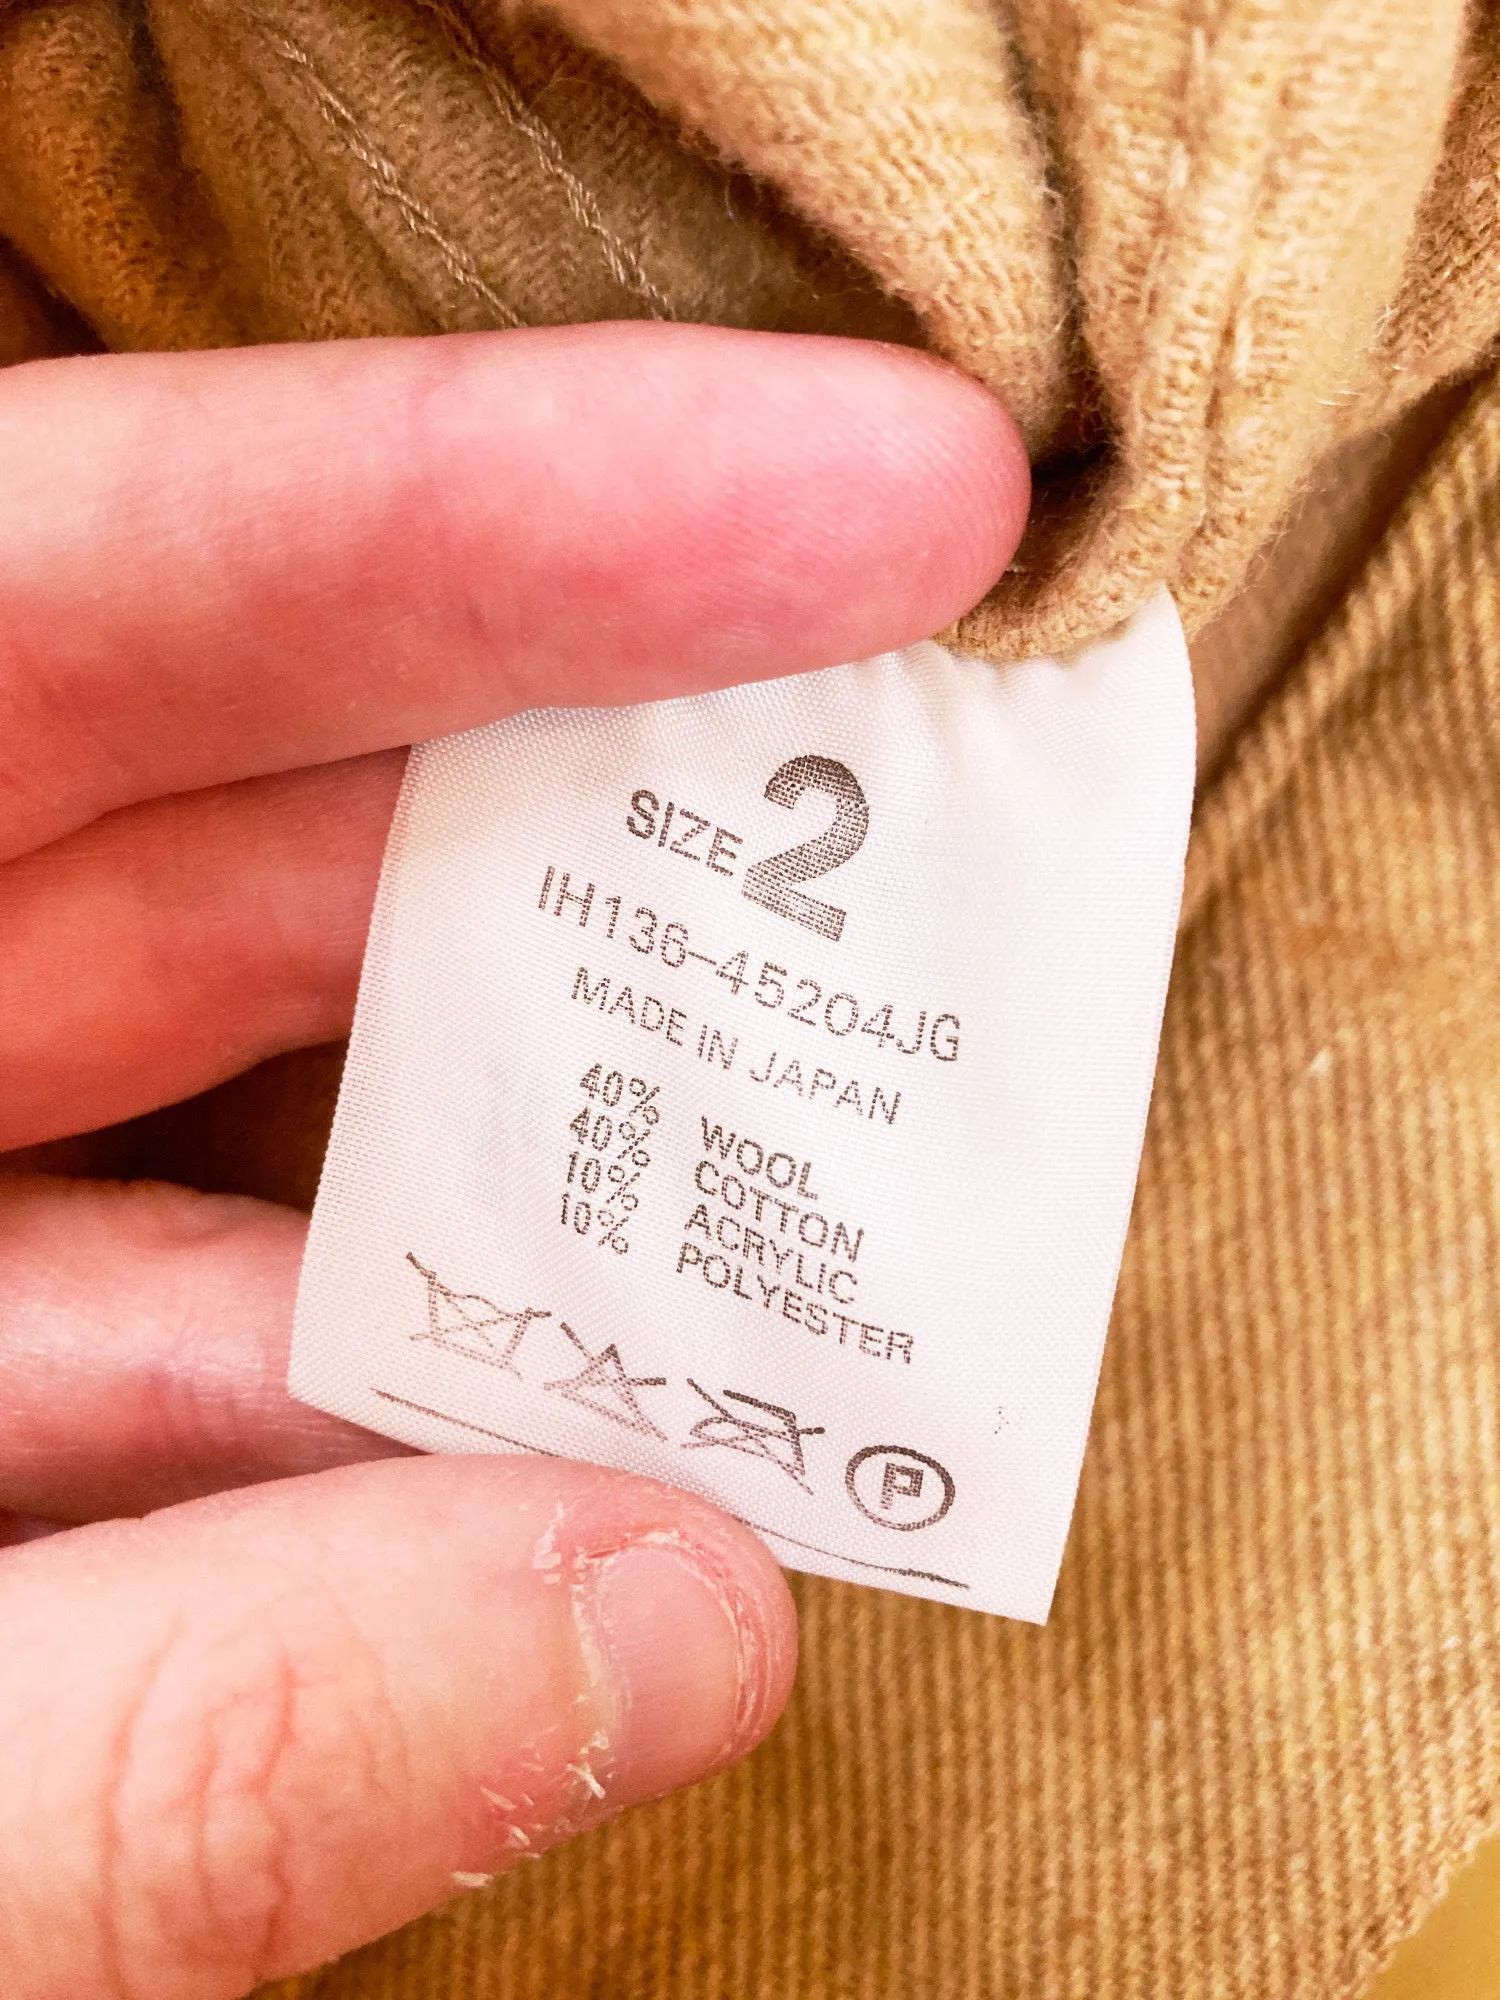 SIZE 2
IH136-45204JG
MADE IN JAPAN
40% WOOL
40% COTTON
10% ACRYLIC
10% POLYESTER
P